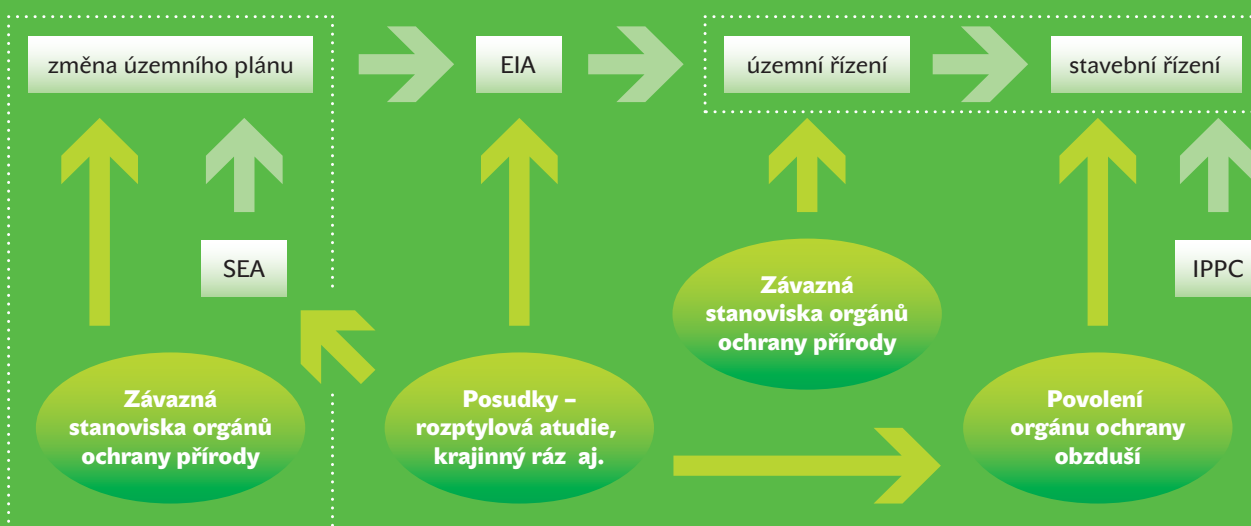 změna územního plánu
EIA
územní řízení
stavební řízení
SEA
IPPC
Závazná
stanoviska orgánů
ochrany přírody
Závazná
stanoviska orgánů
ochrany přírody
Posudky –
rozptylová atudie,
krajinný ráz aj.
Povolení
orgánu ochrany
obzduší